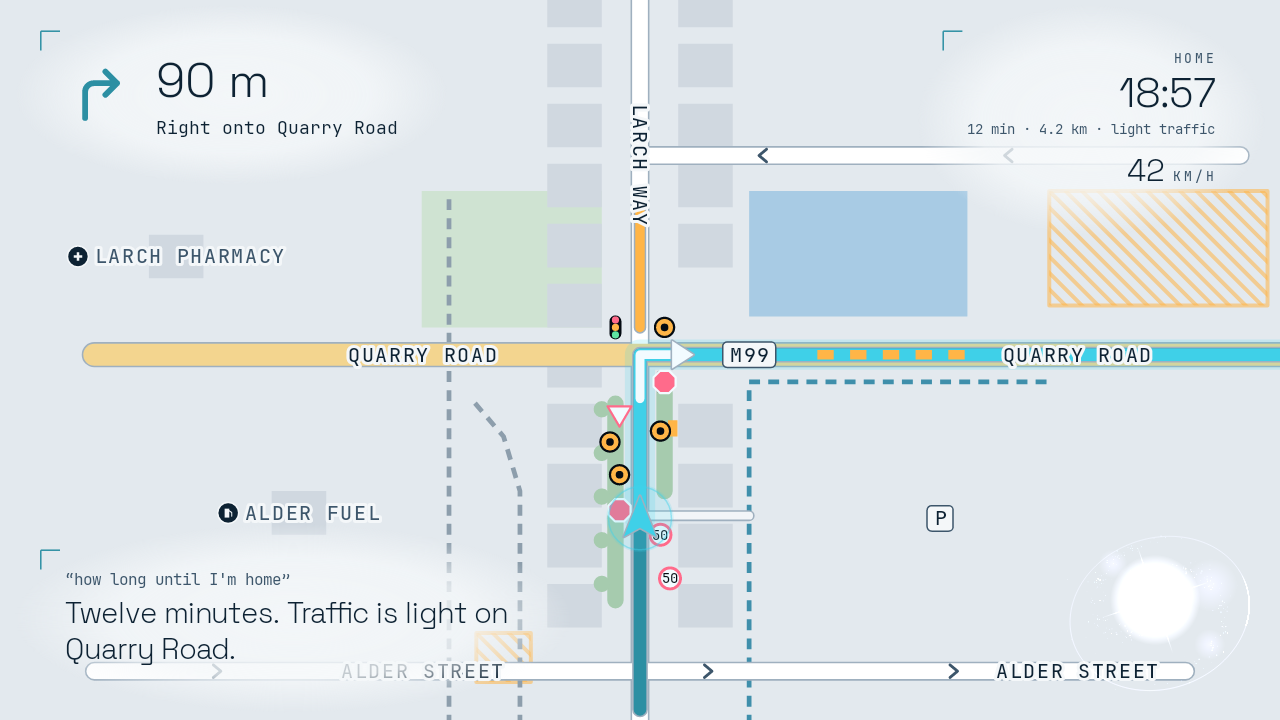 90 m
Right onto Quarry Road
HOME
18:57
12 min · 4.2 km · light traffic
42 KM/H
LARCH WAY
LARCH PHARMACY
QUARRY ROAD
M99
QUARRY ROAD
ALDER FUEL
P
50
50
“how long until I'm home”
Twelve minutes. Traffic is light on
Quarry Road.
ALDER STREET
ALDER STREET